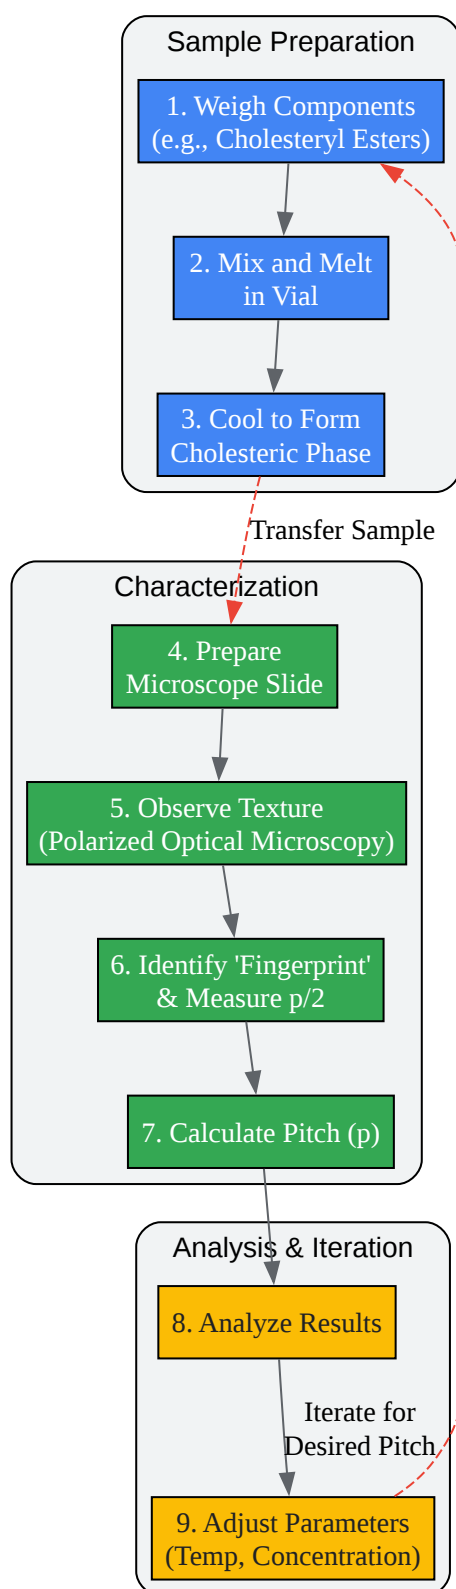 Sample Preparation
1. Weigh Components
(e.g., Cholesteryl Esters)
2. Mix and Melt
in Vial
3. Cool to Form
Cholesteric Phase
Transfer Sample
Characterization
4. Prepare
Microscope Slide
5. Observe Texture
(Polarized Optical Microscopy)
6. Identify 'Fingerprint'
& Measure p/2
7. Calculate Pitch (p)
Analysis & Iteration
8. Analyze Results
Iterate for
Desired Pitch
9. Adjust Parameters
(Temp, Concentration)